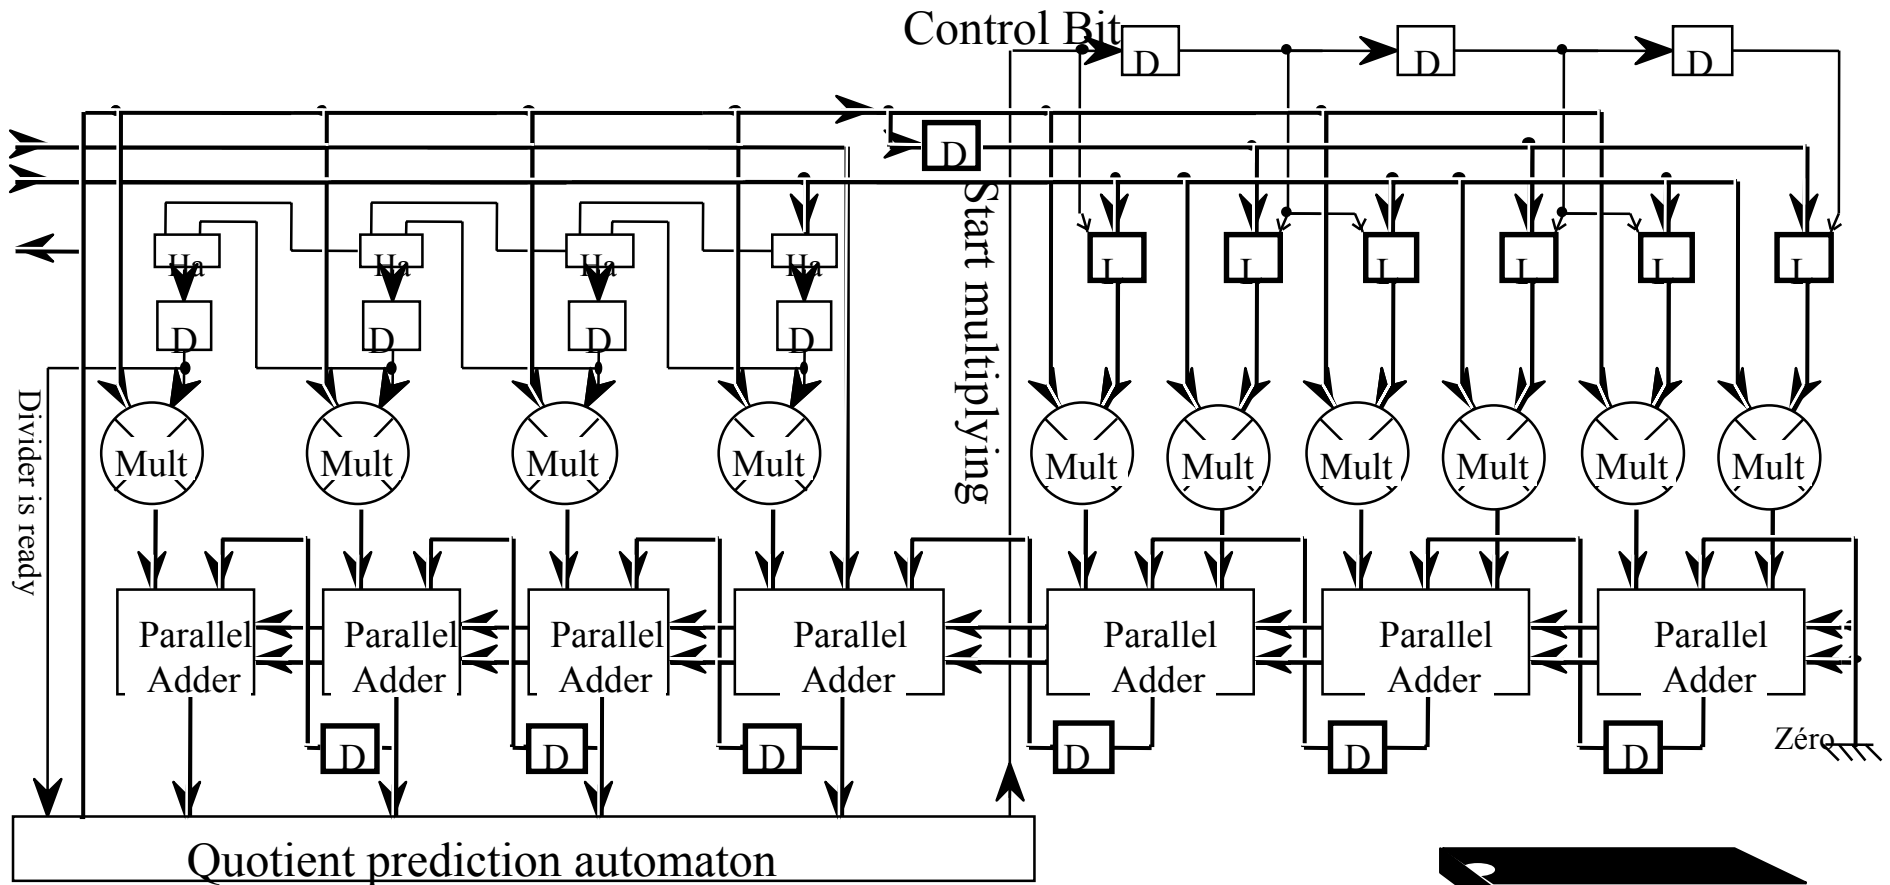 Control Bit
D D D
D
Start multiplying
Ha Ha Ha Ha
L L L L L L
D D D D
Divider is ready
Mult Mult Mult Mult Mult Mult Mult Mult Mult Mult
Parallel Parallel Parallel Parallel Parallel Parallel Parallel
Adder Adder Adder Adder Adder Adder Adder
D D D D D D
Zéro
Quotient prediction automaton